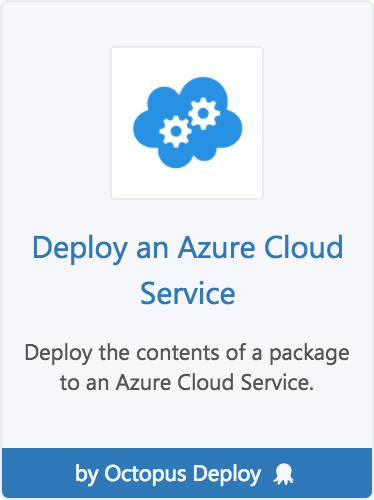 Deploy an Azure Cloud
Service
Deploy the contents of a package
to an Azure Cloud Service.
by Octopus Deploy